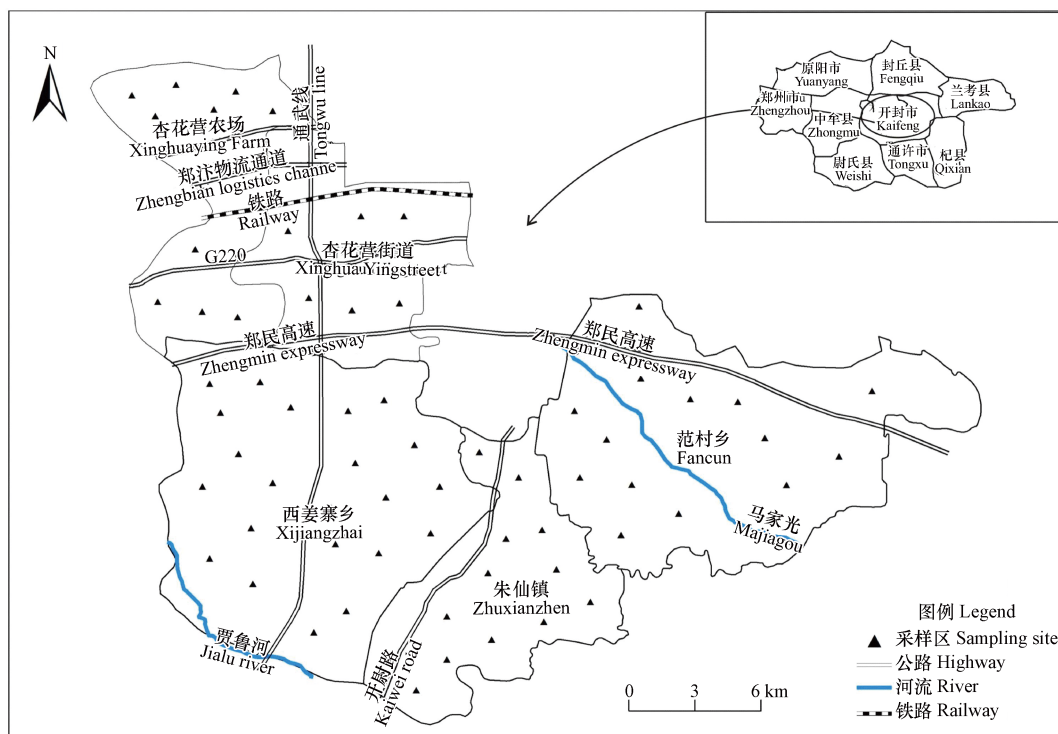 N
杏花营农场
Xinghuaying Farm
通武线
Tongwu line
郑汴物流通道
Zhengbian logistics channe
铁路
Railway
G220
杏花营街道
Xinghua Yingstreet
郑民高速
Zhengmin expressway
郑民高速
Zhengmin expressway
范村乡
Fancun
马家光
Majiagou
西姜寨乡
Xijiangzhai
朱仙镇
Zhuxianzhen
贾鲁河
Jialu river
开尉路
Kaiwei road
原阳市
Yuanyang
封丘县
Fengqiu
兰考县
Lankao
郑州市
Zhengzhou
中牟县
Zhongmu
开封市
Kaifeng
尉氏县
Weishi
通许市
Tongxu
杞县
Qixian
图例 Legend
采样区 Sampling site
公路 Highway
河流 River
铁路 Railway
0 3 6 km